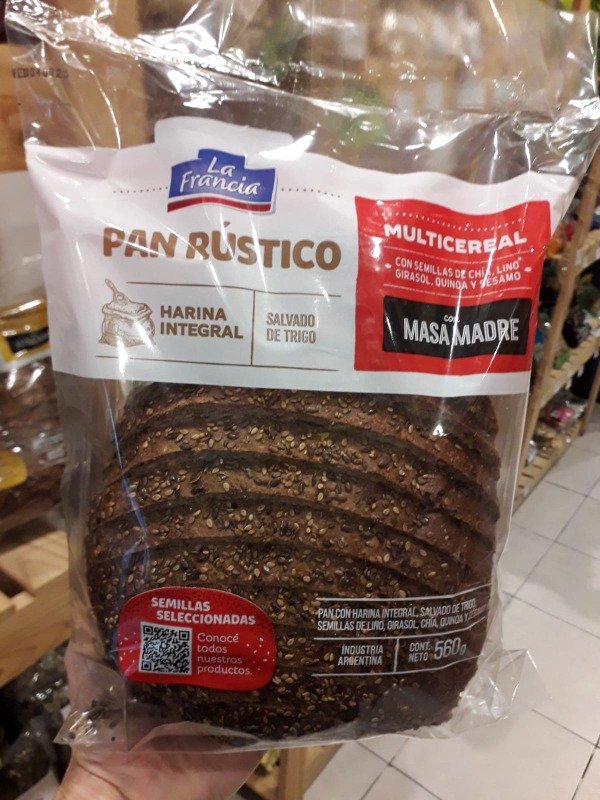 La
Francia
PAN RÚSTICO
HARINA
INTEGRAL
SALVADO
DE TRIGO
MULTICEREAL
CON SEMILLAS DE CHÍA, LINO
GIRASOL, QUINOA Y SÉSAMO
CON
MASA MADRE
SEMILLAS
SELECCIONADAS
Conocé
todos
nuestros
productos.
PAN CON HARINA INTEGRAL, SALVADO DE TRIGO,
SEMILLAS DE LINO, GIRASOL, CHÍA, QUINOA Y
INDUSTRIA
ARGENTINA
CONT.
NETO 560g